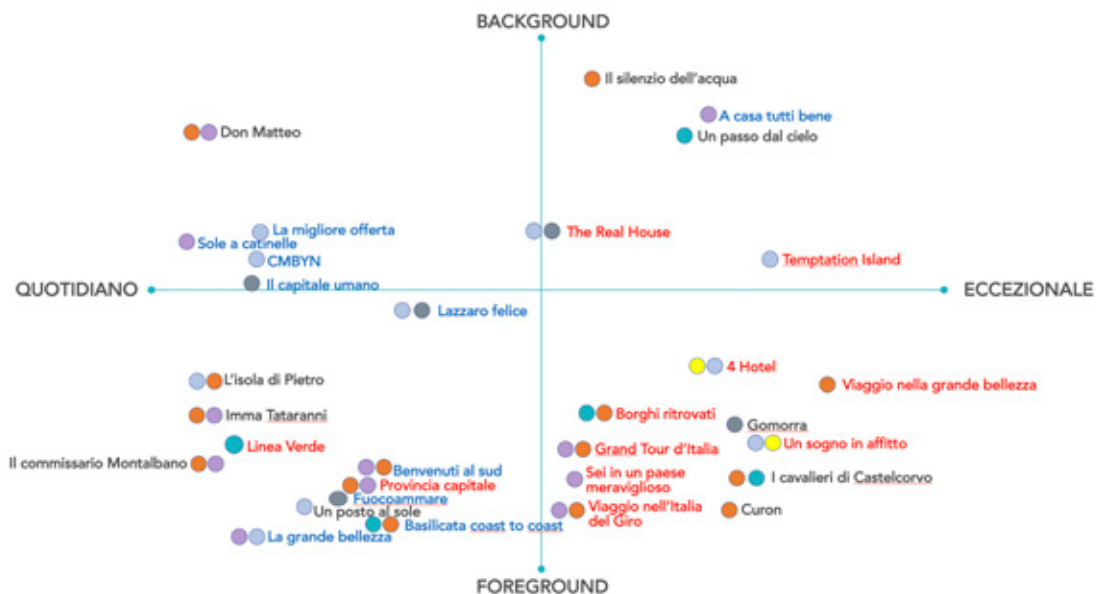 BACKGROUND
Il silenzio dell'acqua
A casa tutti bene
Don Matteo
Un passo dal cielo
La migliore offerta
The Real House
Sole a catinelle
CMBYN
Temptation Island
Il capitale umano
QUOTIDIANO
ECCEZIONALE
Lazzaro felice
4 Hotel
L'isola di Pietro
Viaggio nella grande bellezza
Imma Tataranni
Borghi ritrovati
Gomorra
Linea Verde
Grand Tour d'Italia
Un sogno in affitto
Il commissario Montalbano
Benvenuti al sud
Sei in un paese
meraviglioso
I cavalieri di Castelcorvo
Provincia capitale
Fuocoammare
Un posto al sole
Viaggio nell'Italia
del Giro
Curon
Basilicata coast to coast
La grande bellezza
FOREGROUND